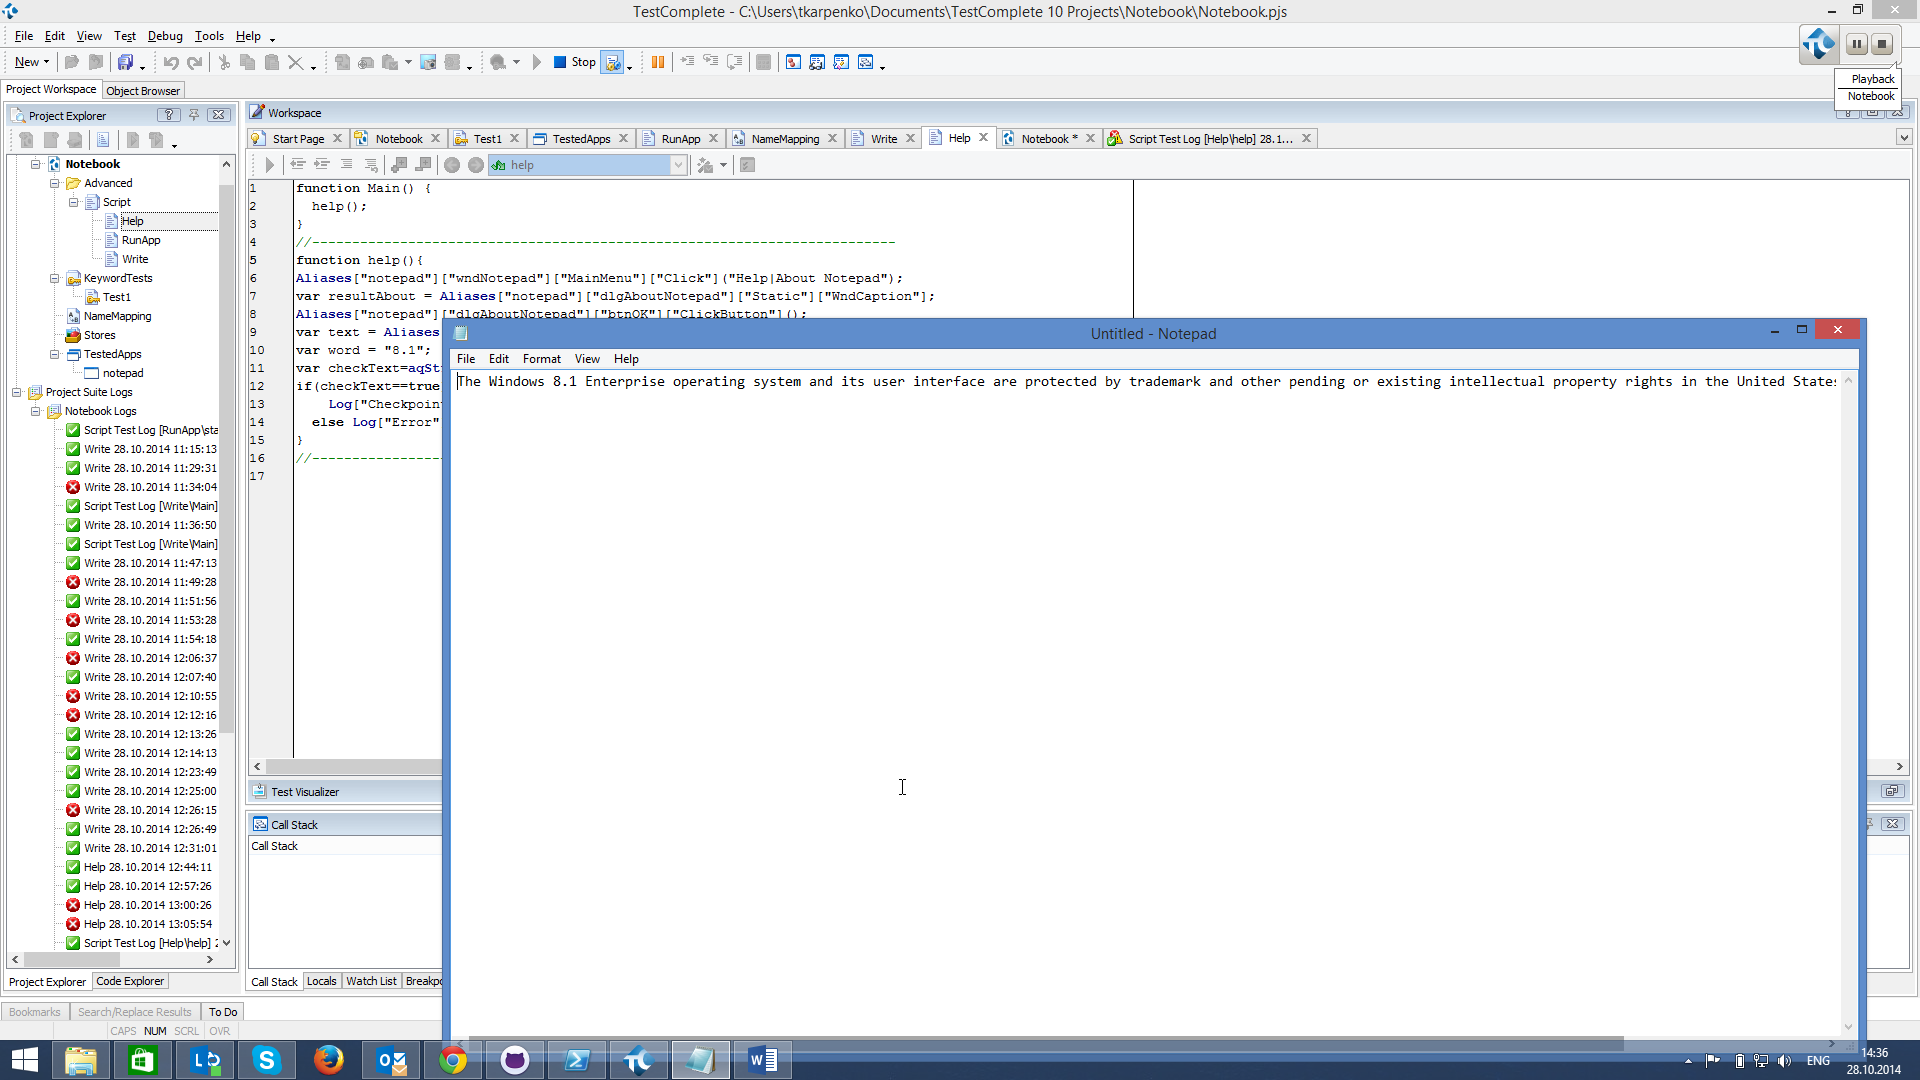 TestComplete - C:\Users\tkarpenko\Documents\TestComplete 10 Projects\Notebook\Notebook.pjs
File Edit View Test Debug Tools Help
New Stop
Playback
Notebook
Project Workspace Object Browser
Project Explorer
Workspace
Start Page Notebook Test1 TestedApps RunApp NameMapping Write Help Notebook * Script Test Log [Help\help] 28.1...
help
Notebook
Advanced
Script
Help
RunApp
Write
KeywordTests
Test1
NameMapping
Stores
TestedApps
notepad
Project Suite Logs
Notebook Logs
Script Test Log [RunApp\sta
Write 28.10.2014 11:15:13
Write 28.10.2014 11:29:31
Write 28.10.2014 11:34:04
Script Test Log [Write\Main]
Write 28.10.2014 11:36:50
Script Test Log [Write\Main]
Write 28.10.2014 11:47:13
Write 28.10.2014 11:49:28
Write 28.10.2014 11:51:56
Write 28.10.2014 11:53:28
Write 28.10.2014 11:54:18
Write 28.10.2014 12:06:37
Write 28.10.2014 12:07:40
Write 28.10.2014 12:10:55
Write 28.10.2014 12:12:16
Write 28.10.2014 12:13:26
Write 28.10.2014 12:14:13
Write 28.10.2014 12:23:49
Write 28.10.2014 12:25:00
Write 28.10.2014 12:26:15
Write 28.10.2014 12:26:49
Write 28.10.2014 12:31:01
Help 28.10.2014 12:44:11
Help 28.10.2014 12:57:26
Help 28.10.2014 13:00:26
Help 28.10.2014 13:05:54
Script Test Log [Help\help] 2
Project Explorer Code Explorer
1 function Main() {
2 help();
3 }
4 //-------------------------------------------------------------------------
5 function help(){
6 Aliases["notepad"]["wndNotepad"]["MainMenu"]["Click"]("Help|About Notepad");
7 var resultAbout = Aliases["notepad"]["dlgAboutNotepad"]["Static"]["WndCaption"];
8 Aliases["notepad"]["dlgAboutNotepad"]["btnOK"]["ClickButton"]();
9 var text = Aliases
10 var word = "8.1";
11 var checkText=aqSt
12 if(checkText==true
13 Log["Checkpoin
14 else Log["Error"
15 }
16 //-----------------
17
Untitled - Notepad
File Edit Format View Help
The Windows 8.1 Enterprise operating system and its user interface are protected by trademark and other pending or existing intellectual property rights in the United States
Test Visualizer
Call Stack
Call Stack
Call Stack Locals Watch List Breakpo
Bookmarks Search/Replace Results To Do
CAPS NUM SCRL OVR
ENG
14:36
28.10.2014